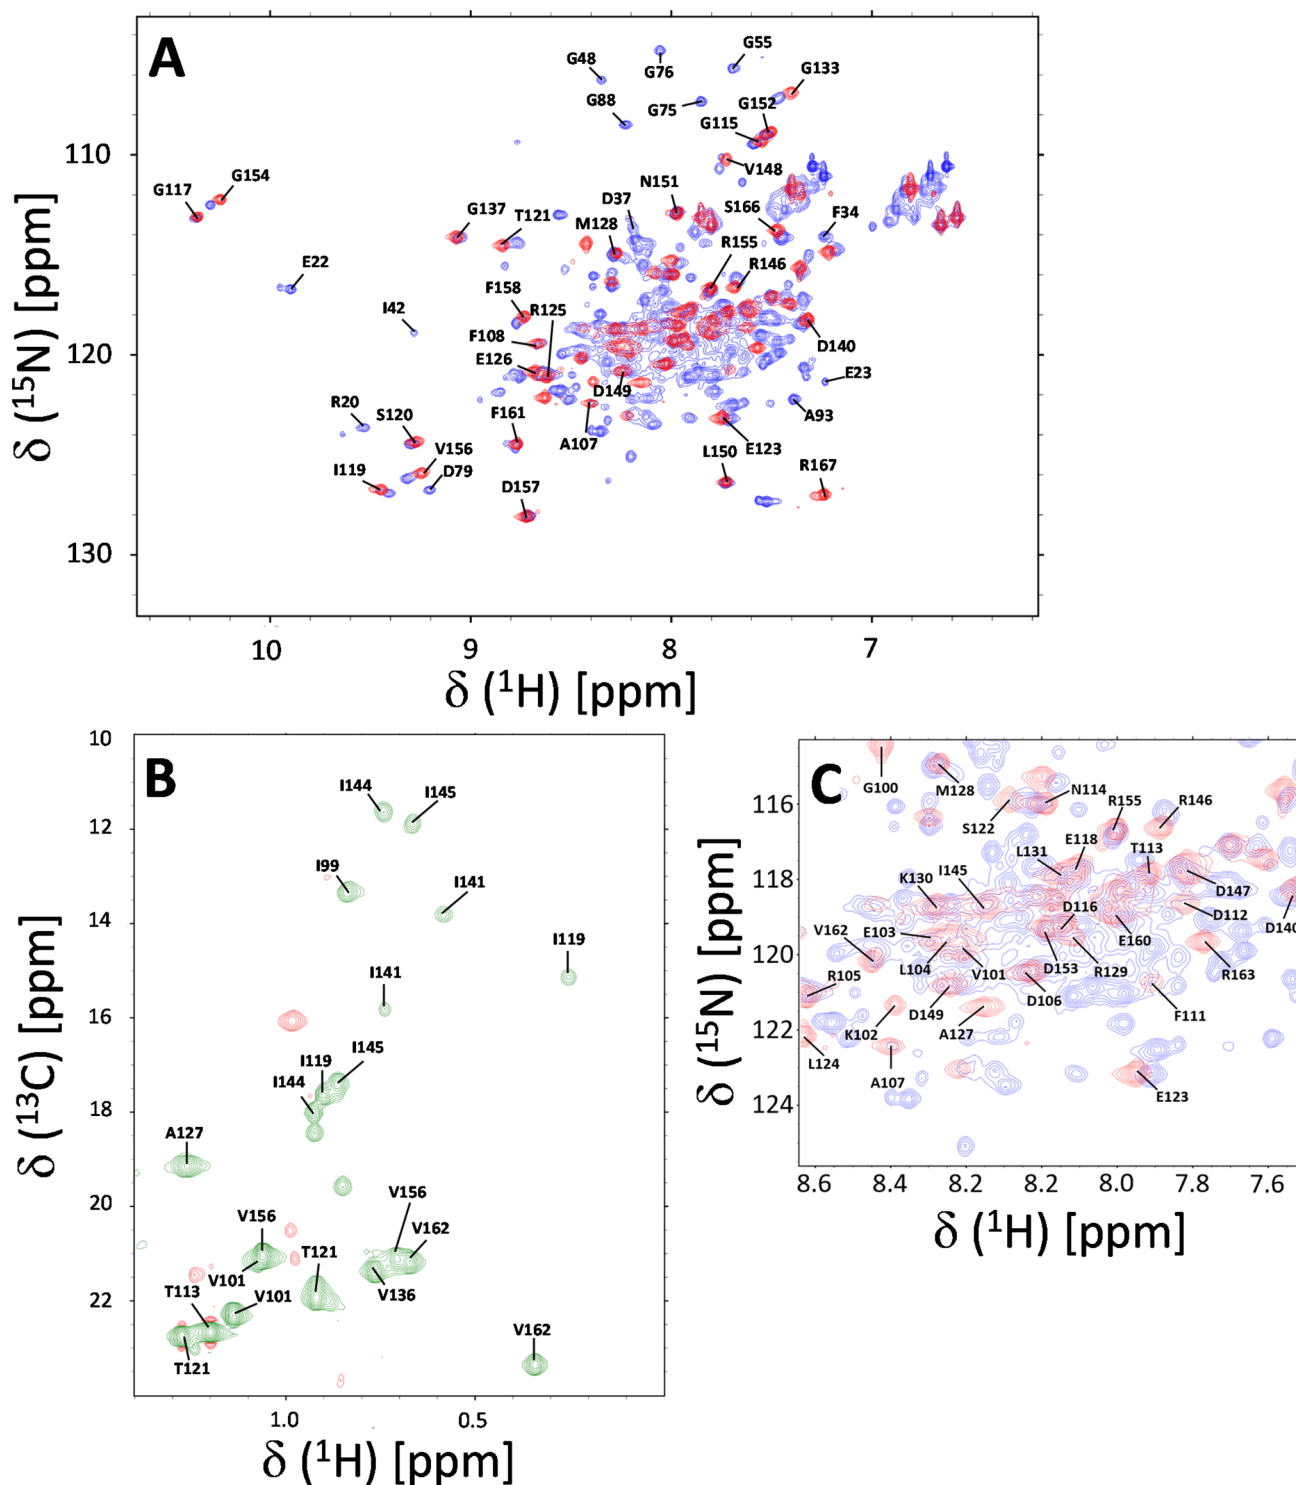 A
G48
G76
G55
G133
G88
G75
G152
G115
110
V148
G117
G154
N151
D37
S166
F34
G137
T121
M128
R155
R146
E22
F158
R125
I42
F108
120
E126
D140
D149
E23
R20
S120
A93
F161
A107
E123
V156
I119
D79
L150
R167
D157
130
δ (15N) [ppm]
10
9
8
7
δ (1H) [ppm]
B
10
I144
I145
12
I99
I141
14
I119
I141
16
I119
I145
I144
18
A127
20
V156
V156
V162
T121
V101
T113
V101
V136
22
V162
T121
δ (13C) [ppm]
1.0
0.5
δ (1H) [ppm]
C
G100
M128
N114
116
S122
R155
R146
E118
L131
T113
K130
I145
118
D147
D116
D112
V162
E103
E160
D140
120
L104
V101
D153
R129
R163
R105
D149
D106
F111
K102
A127
122
L124
A107
E123
124
δ (15N) [ppm]
8.6
8.4
8.2
8.0
7.8
7.6
δ (1H) [ppm]